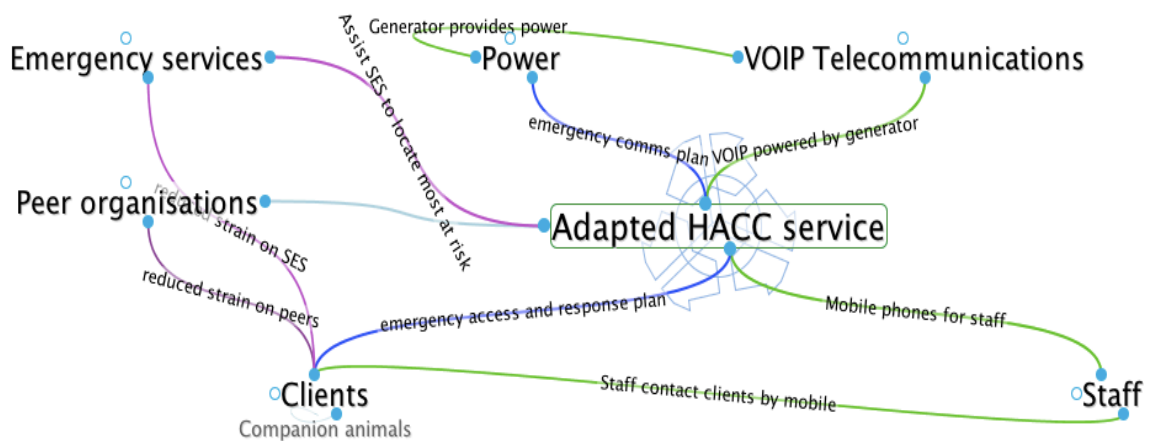 Generator provides power
Emergency services
Power
VOIP Telecommunications
Assist SES to locate most at risk
emergency comms plan
VOIP powered by generator
Peer organisations
reduced strain on SES
Adapted HACC service
reduced strain on peers
emergency access and response plan
Mobile phones for staff
Staff contact clients by mobile
Clients
Staff
Companion animals